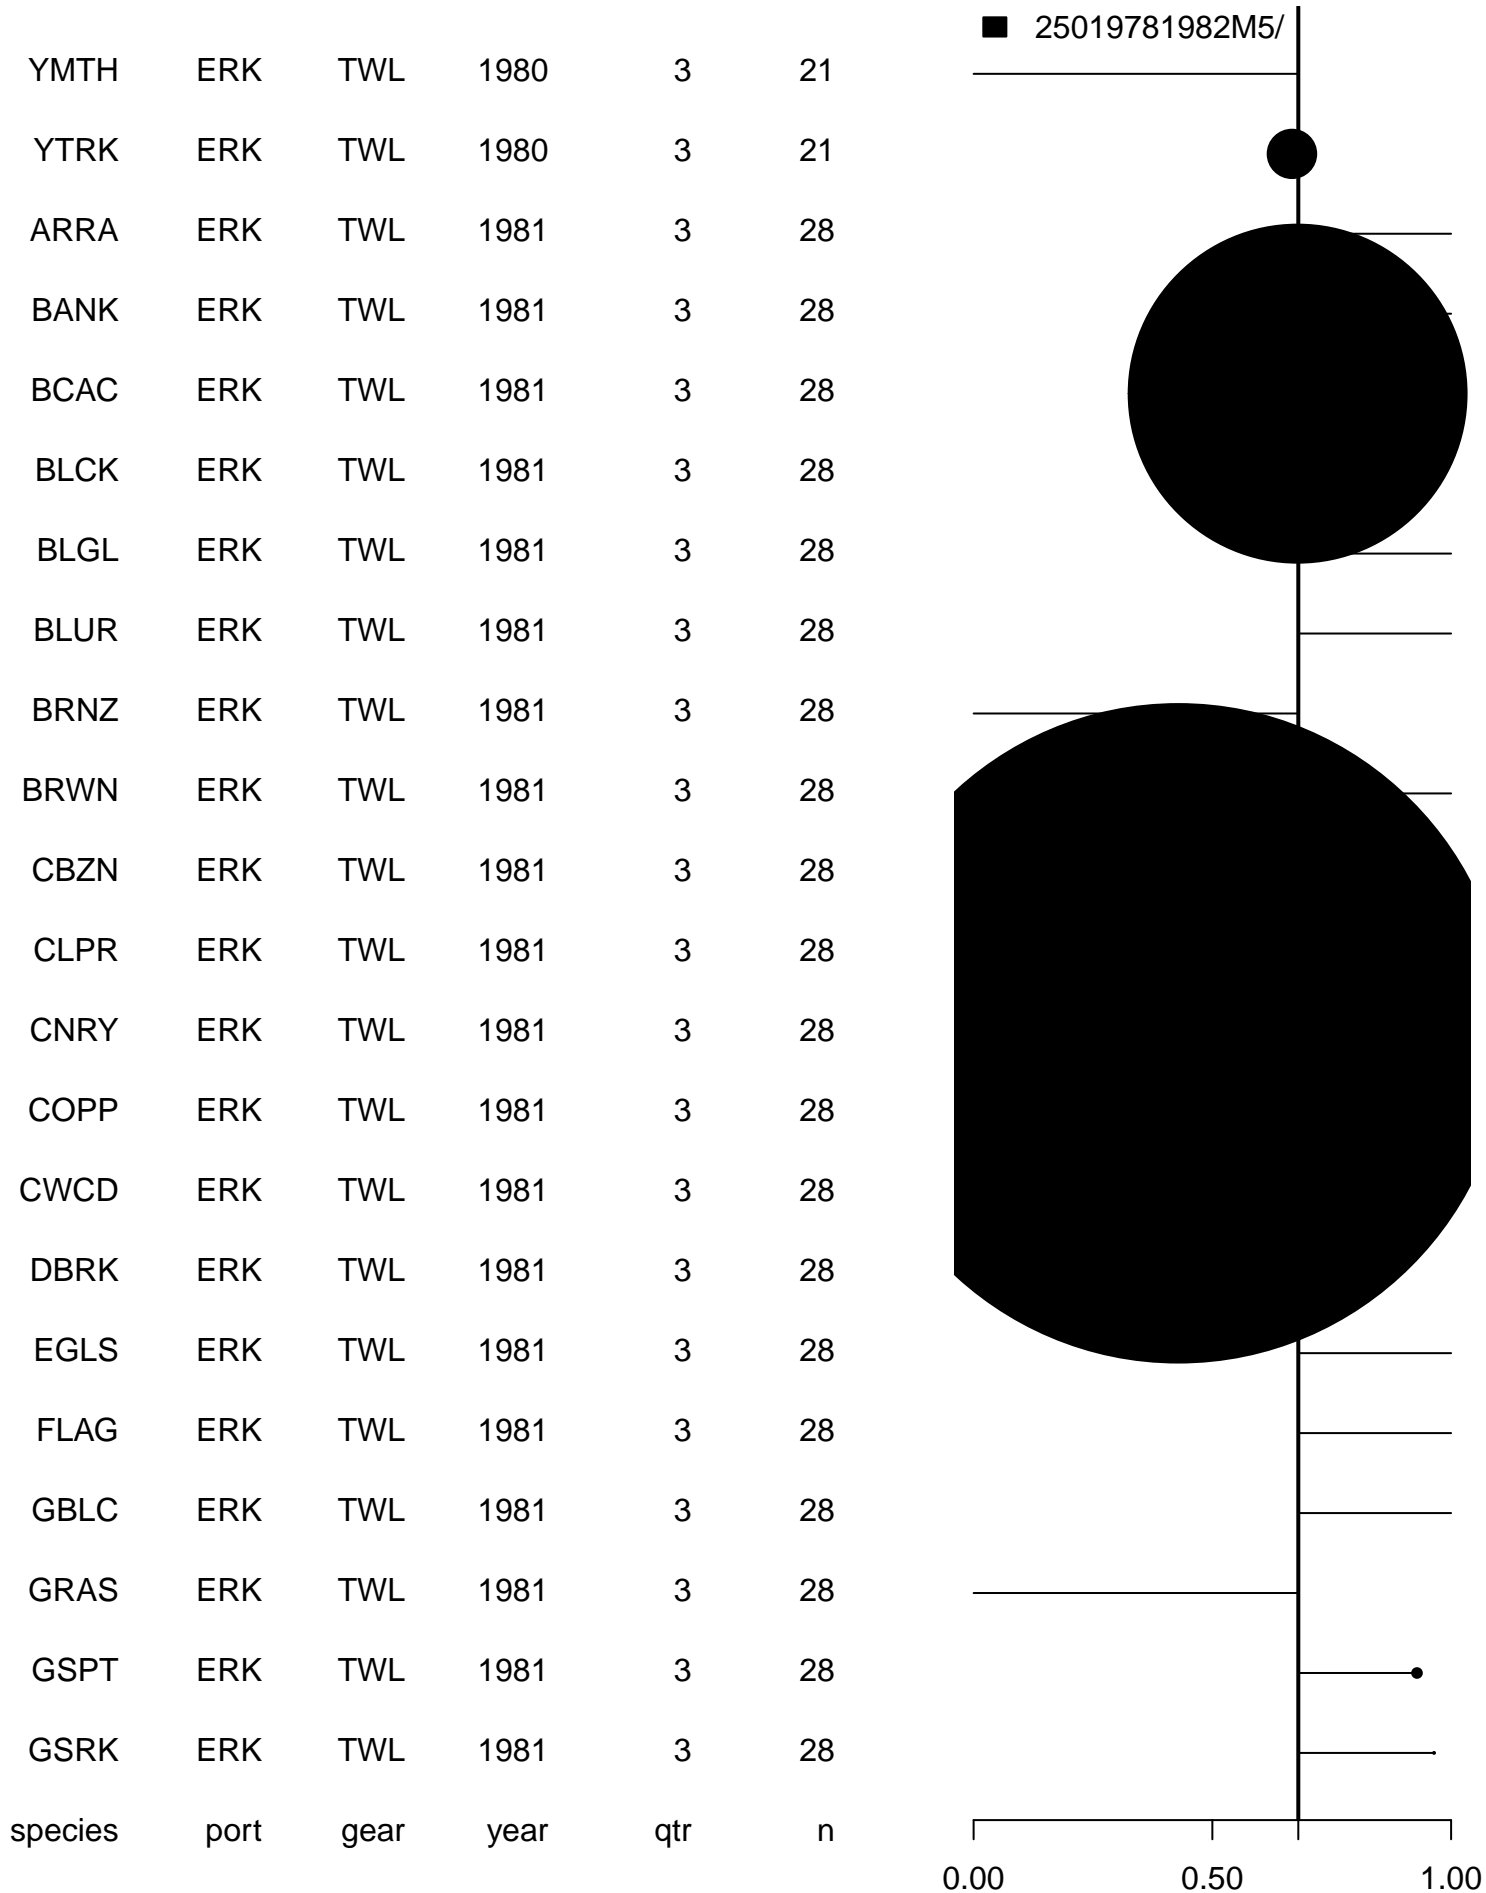 25019781982M5/
YMTH ERK TWL 1980 3 21
YTRK ERK TWL 1980 3 21
ARRA ERK TWL 1981 3 28
BANK ERK TWL 1981 3 28
BCAC ERK TWL 1981 3 28
BLCK ERK TWL 1981 3 28
BLGL ERK TWL 1981 3 28
BLUR ERK TWL 1981 3 28
BRNZ ERK TWL 1981 3 28
BRWN ERK TWL 1981 3 28
CBZN ERK TWL 1981 3 28
CLPR ERK TWL 1981 3 28
CNRY ERK TWL 1981 3 28
COPP ERK TWL 1981 3 28
CWCD ERK TWL 1981 3 28
DBRK ERK TWL 1981 3 28
EGLS ERK TWL 1981 3 28
FLAG ERK TWL 1981 3 28
GBLC ERK TWL 1981 3 28
GRAS ERK TWL 1981 3 28
GSPT ERK TWL 1981 3 28
GSRK ERK TWL 1981 3 28
species port gear year qtr n
0.00 0.50 1.00